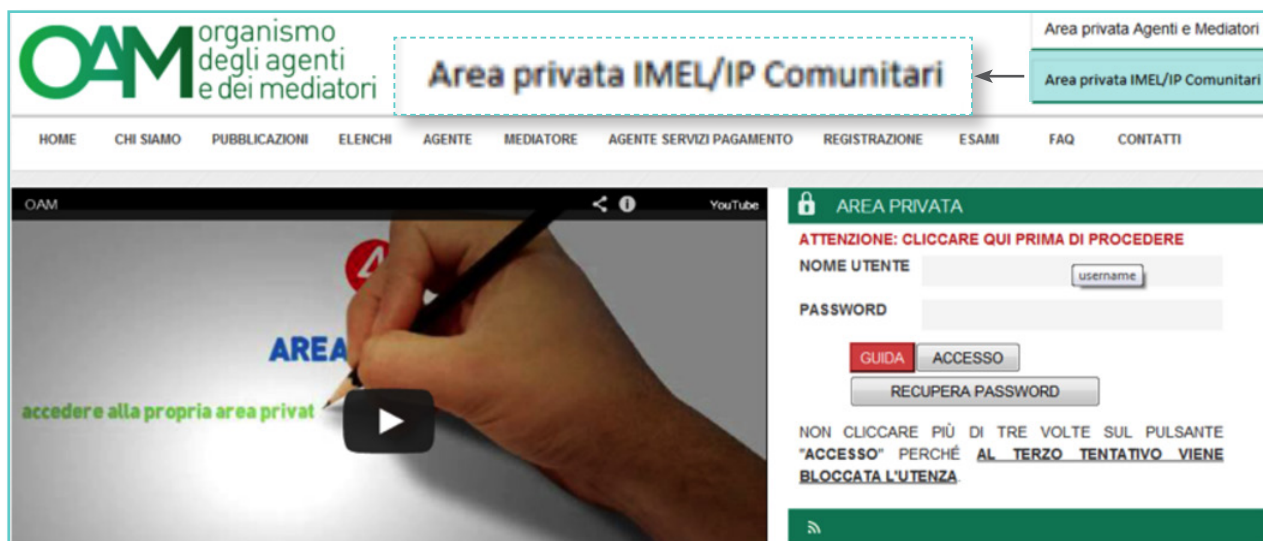 OAM organismo
degli agenti
e dei mediatori
Area privata IMEL/IP Comunitari
Area privata Agenti e Mediatori
Area privata IMEL/IP Comunitari
HOME CHI SIAMO PUBBLICAZIONI ELENCHI AGENTE MEDIATORE AGENTE SERVIZI PAGAMENTO REGISTRAZIONE ESAMI FAQ CONTATTI
OAM YouTube
4
AREA
accedere alla propria area privat
AREA PRIVATA
ATTENZIONE: CLICCARE QUI PRIMA DI PROCEDERE
NOME UTENTE username
PASSWORD
GUIDA ACCESSO
RECUPERA PASSWORD
NON CLICCARE PIÙ DI TRE VOLTE SUL PULSANTE
"ACCESSO" PERCHÉ AL TERZO TENTATIVO VIENE
BLOCCATA L'UTENZA.